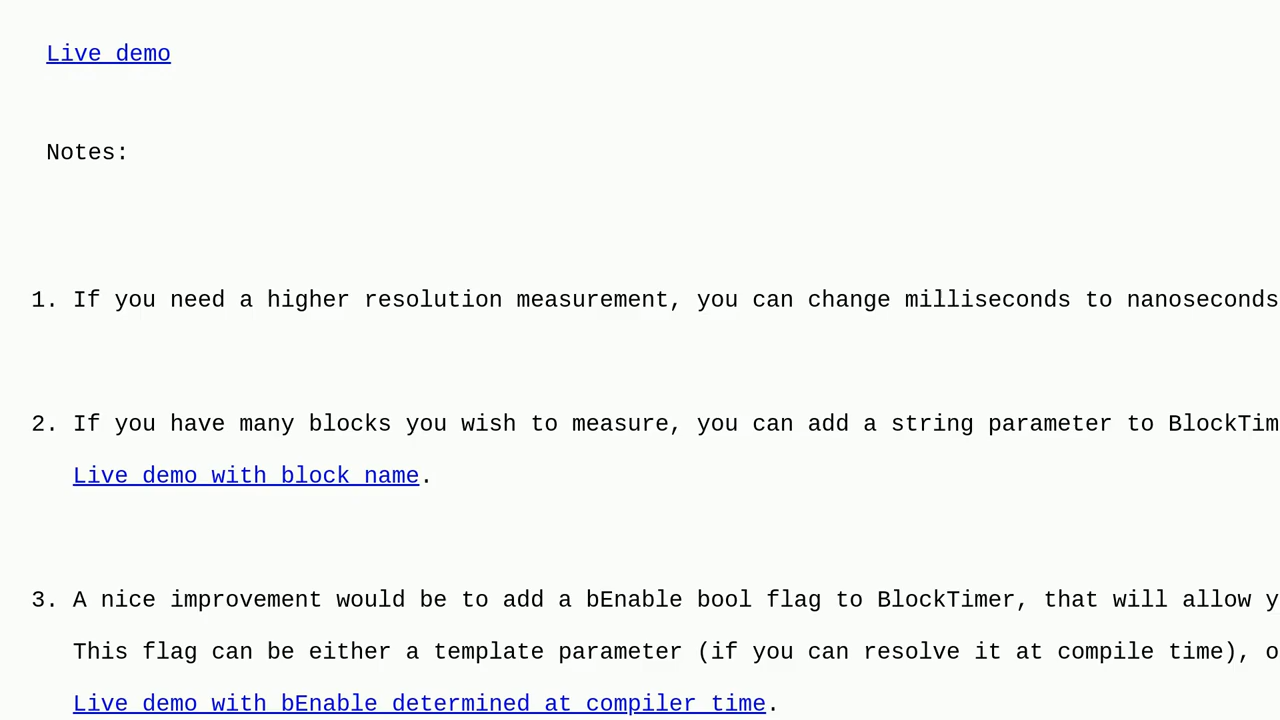 Live demo
Notes:
1. If you need a higher resolution measurement, you can change milliseconds to nanoseconds
2. If you have many blocks you wish to measure, you can add a string parameter to BlockTim
Live demo with block name.
3. A nice improvement would be to add a bEnable bool flag to BlockTimer, that will allow y
This flag can be either a template parameter (if you can resolve it at compile time), o
Live demo with bEnable determined at compiler time.